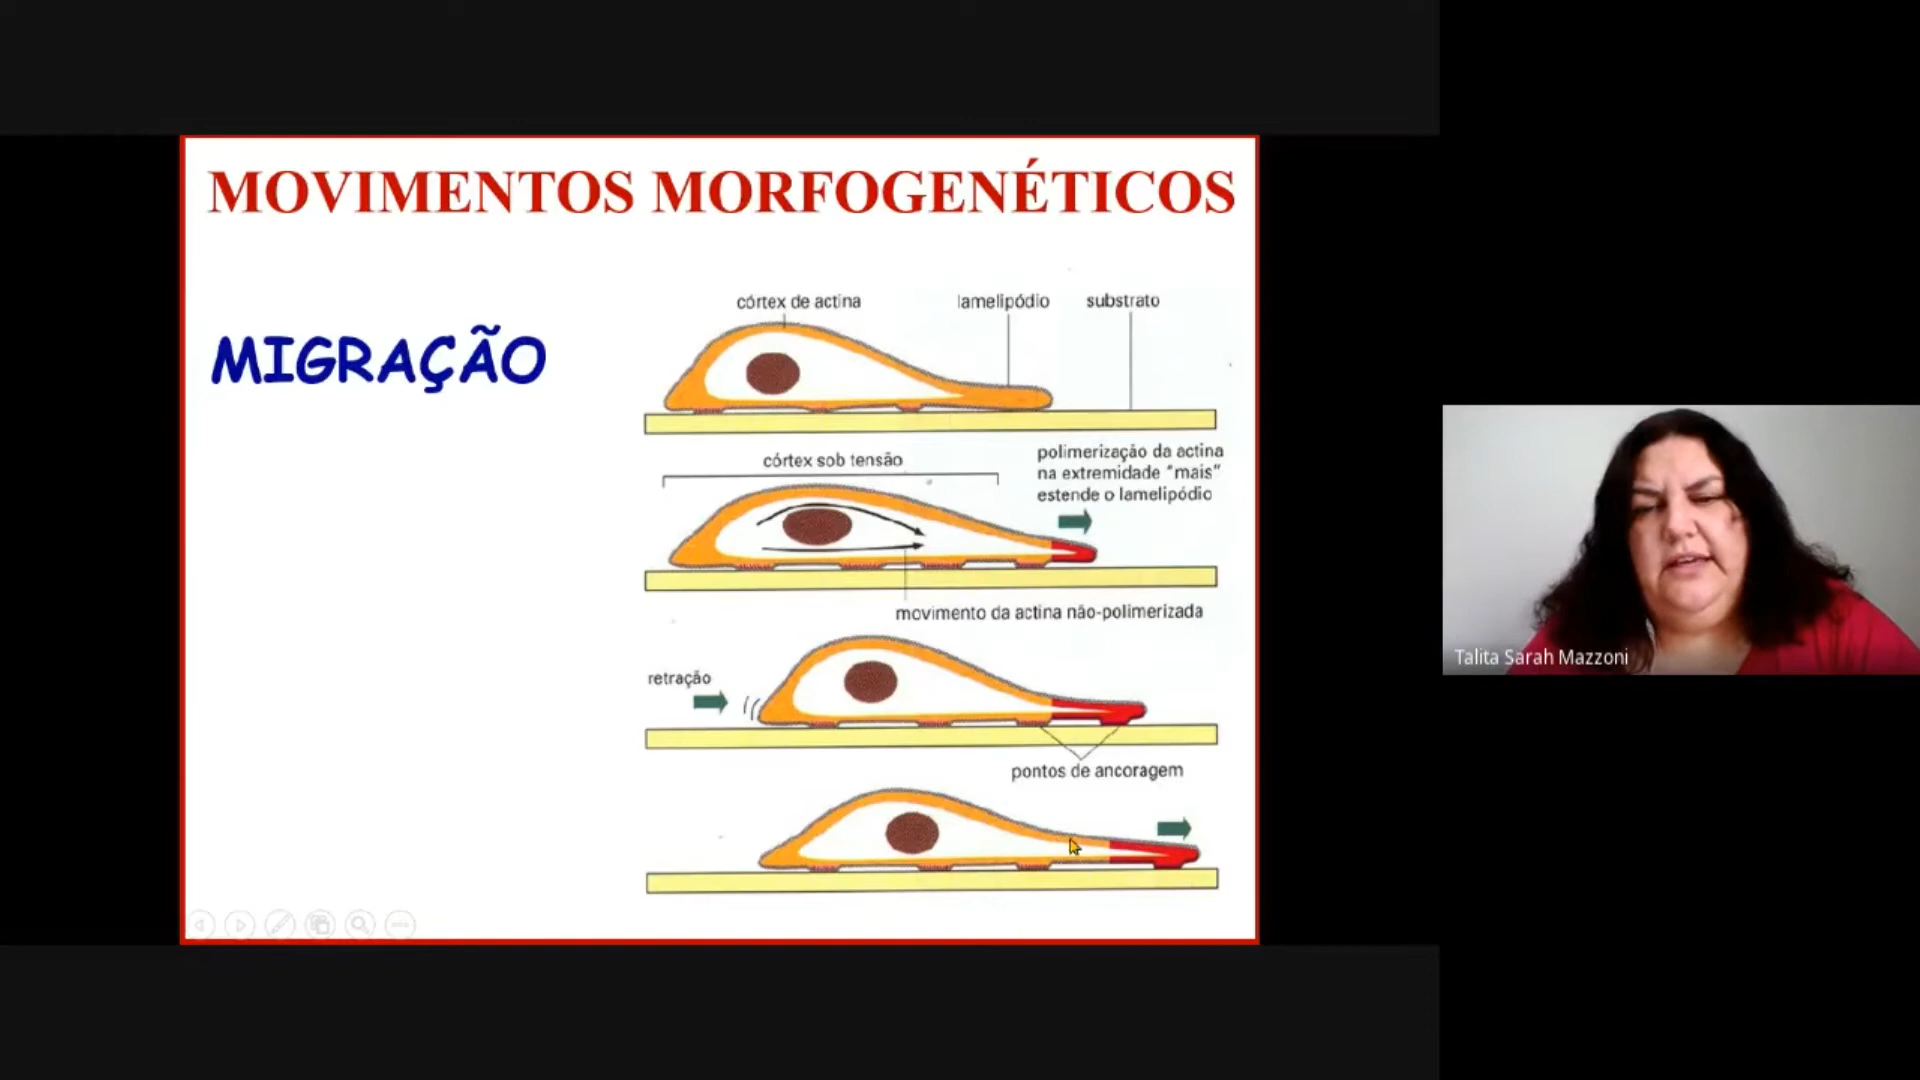 MOVIMENTOS MORFOGENÉTICOS
MIGRAÇÃO
córtex de actina
lamelipódio
substrato
córtex sob tensão
polimerização da actina
na extremidade "mais"
estende o lamelipódio
movimento da actina não-polimerizada
retração
pontos de ancoragem
Talita Sarah Mazzoni